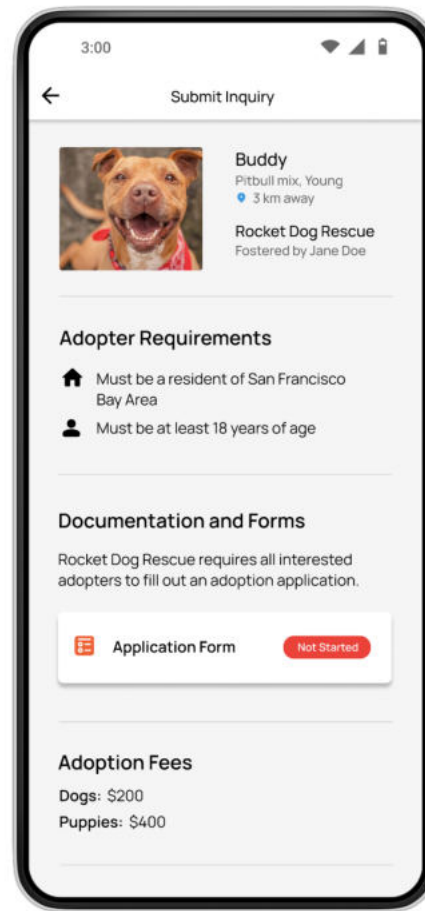 3:00
Submit Inquiry
Buddy
Pitbull mix, Young
3 km away
Rocket Dog Rescue
Fostered by Jane Doe
Adopter Requirements
Must be a resident of San Francisco
Bay Area
Must be at least 18 years of age
Documentation and Forms
Rocket Dog Rescue requires all interested
adopters to fill out an adoption application.
Application Form
Not Started
Adoption Fees
Dogs: $200
Puppies: $400